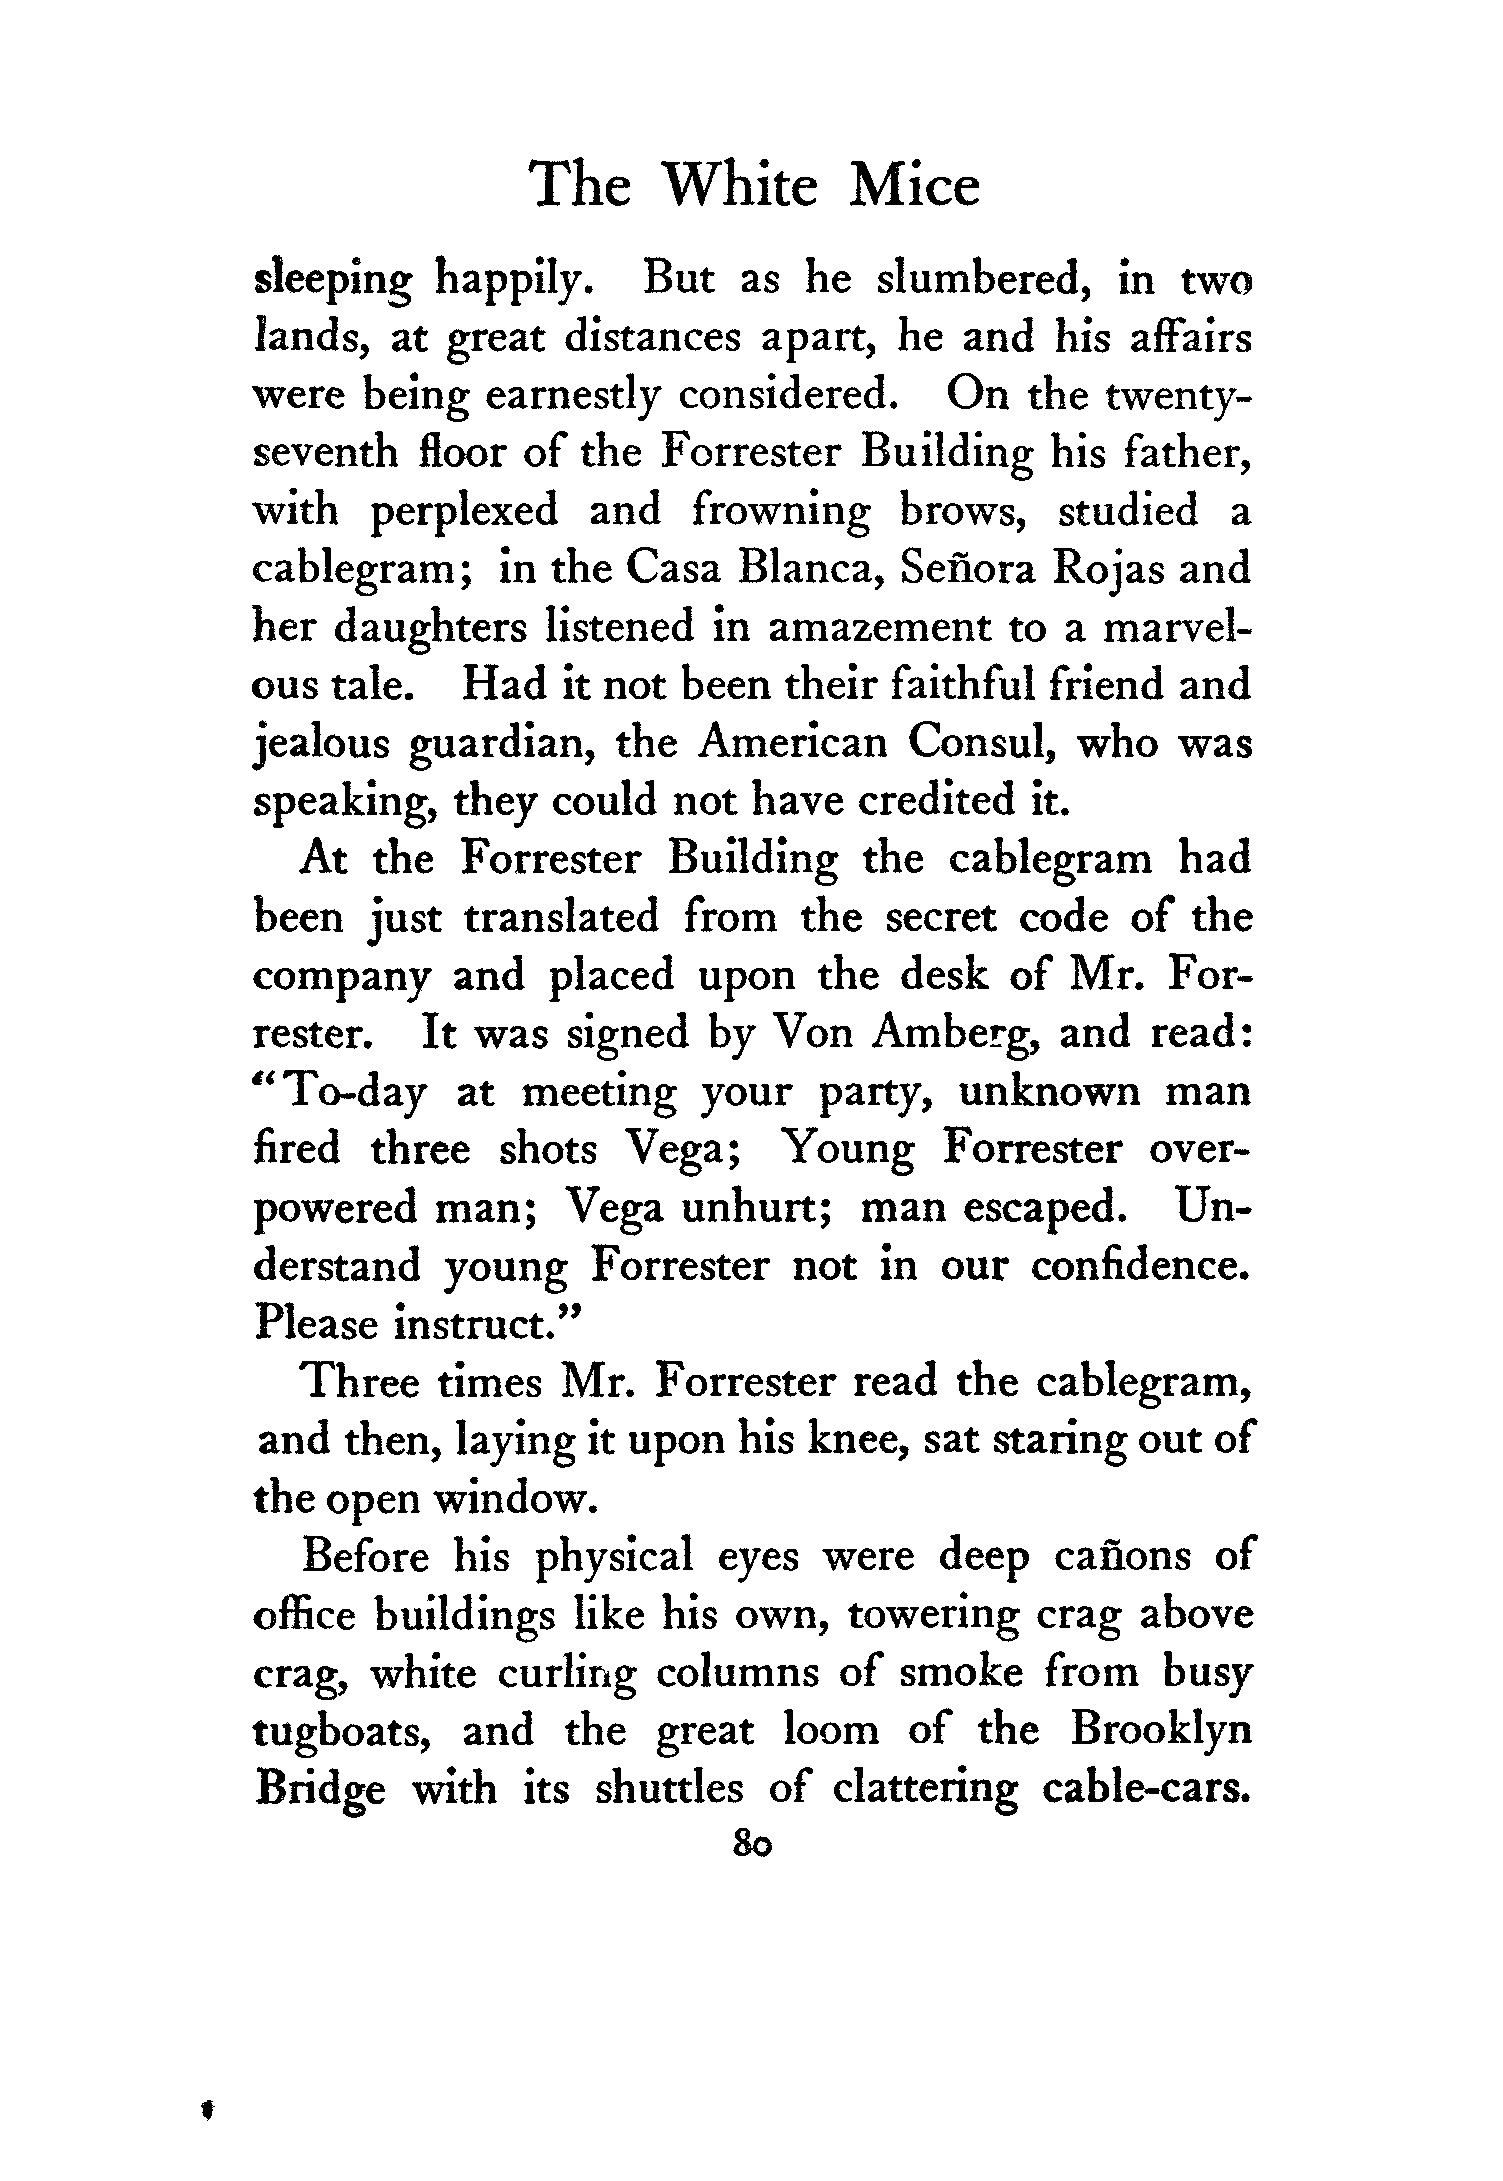 The White Mice
sleeping happily. But as he slumbered, in two
lands, at great distances apart, he and his affairs
were being earnestly considered. On the twenty-
seventh floor of the Forrester Building his father,
with perplexed and frowning brows, studied a
cablegram; in the Casa Blanca, Señora Rojas and
her daughters listened in amazement to a marvel-
ous tale. Had it not been their faithful friend and
jealous guardian, the American Consul, who was
speaking, they could not have credited it.
At the Forrester Building the cablegram had
been just translated from the secret code of the
company and placed upon the desk of Mr. For-
rester. It was signed by Von Amberg, and read:
“To-day at meeting your party, unknown man
fired three shots Vega; Young Forrester over-
powered man; Vega unhurt; man escaped. Un-
derstand young Forrester not in our confidence.
Please instruct.”
Three times Mr. Forrester read the cablegram,
and then, laying it upon his knee, sat staring out of
the open window.
Before his physical eyes were deep cañons of
office buildings like his own, towering crag above
crag, white curling columns of smoke from busy
tugboats, and the great loom of the Brooklyn
Bridge with its shuttles of clattering cable-cars.
80